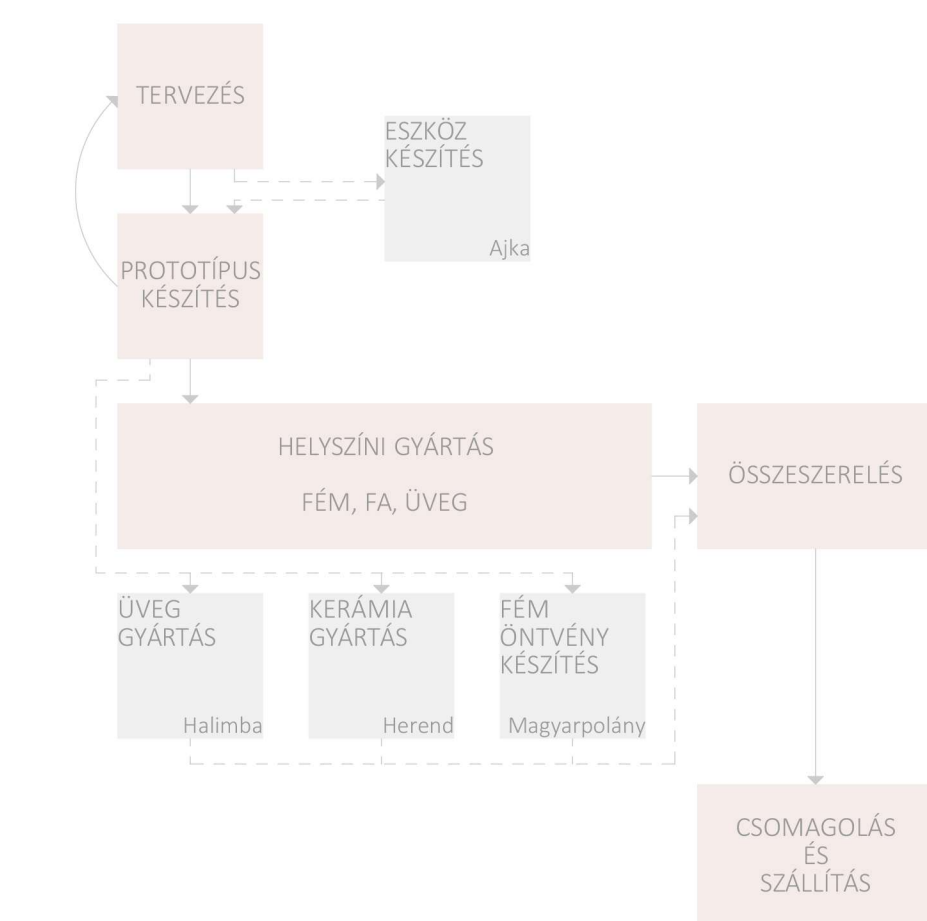 TERVEZÉS
ESZKÖZ
KÉSZÍTÉS
Ajka
PROTOTÍPUS
KÉSZÍTÉS
HELYSZÍNI GYÁRTÁS
FÉM, FA, ÜVEG
ÖSSZESZERELÉS
ÜVEG
GYÁRTÁS
Halimba
KERÁMIA
GYÁRTÁS
Herend
FÉM
ÖNTVÉNY
KÉSZÍTÉS
Magyarpolány
CSOMAGOLÁS
ÉS
SZÁLLÍTÁS